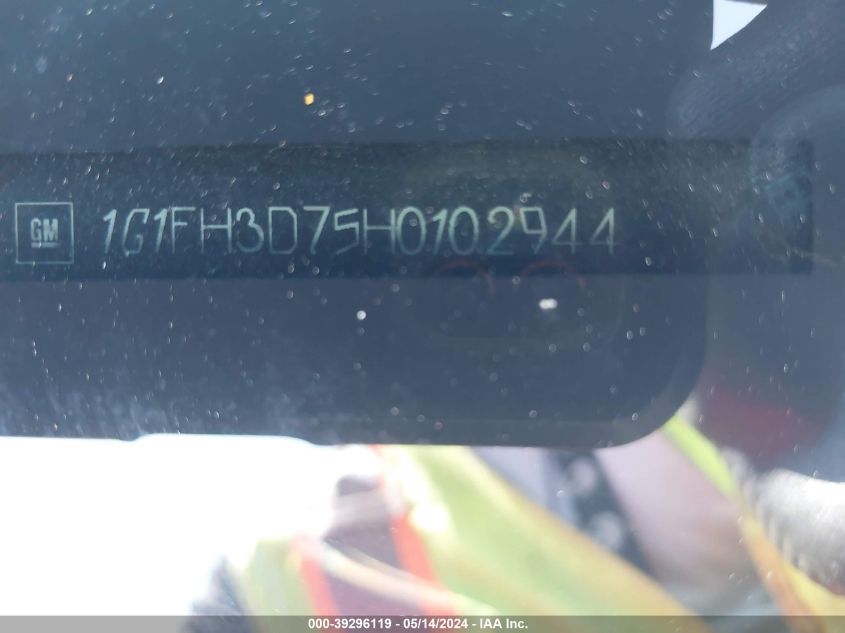 GM 1G1FH3D75H0102944
000-39296119 - 05/14/2024 - IAA Inc.